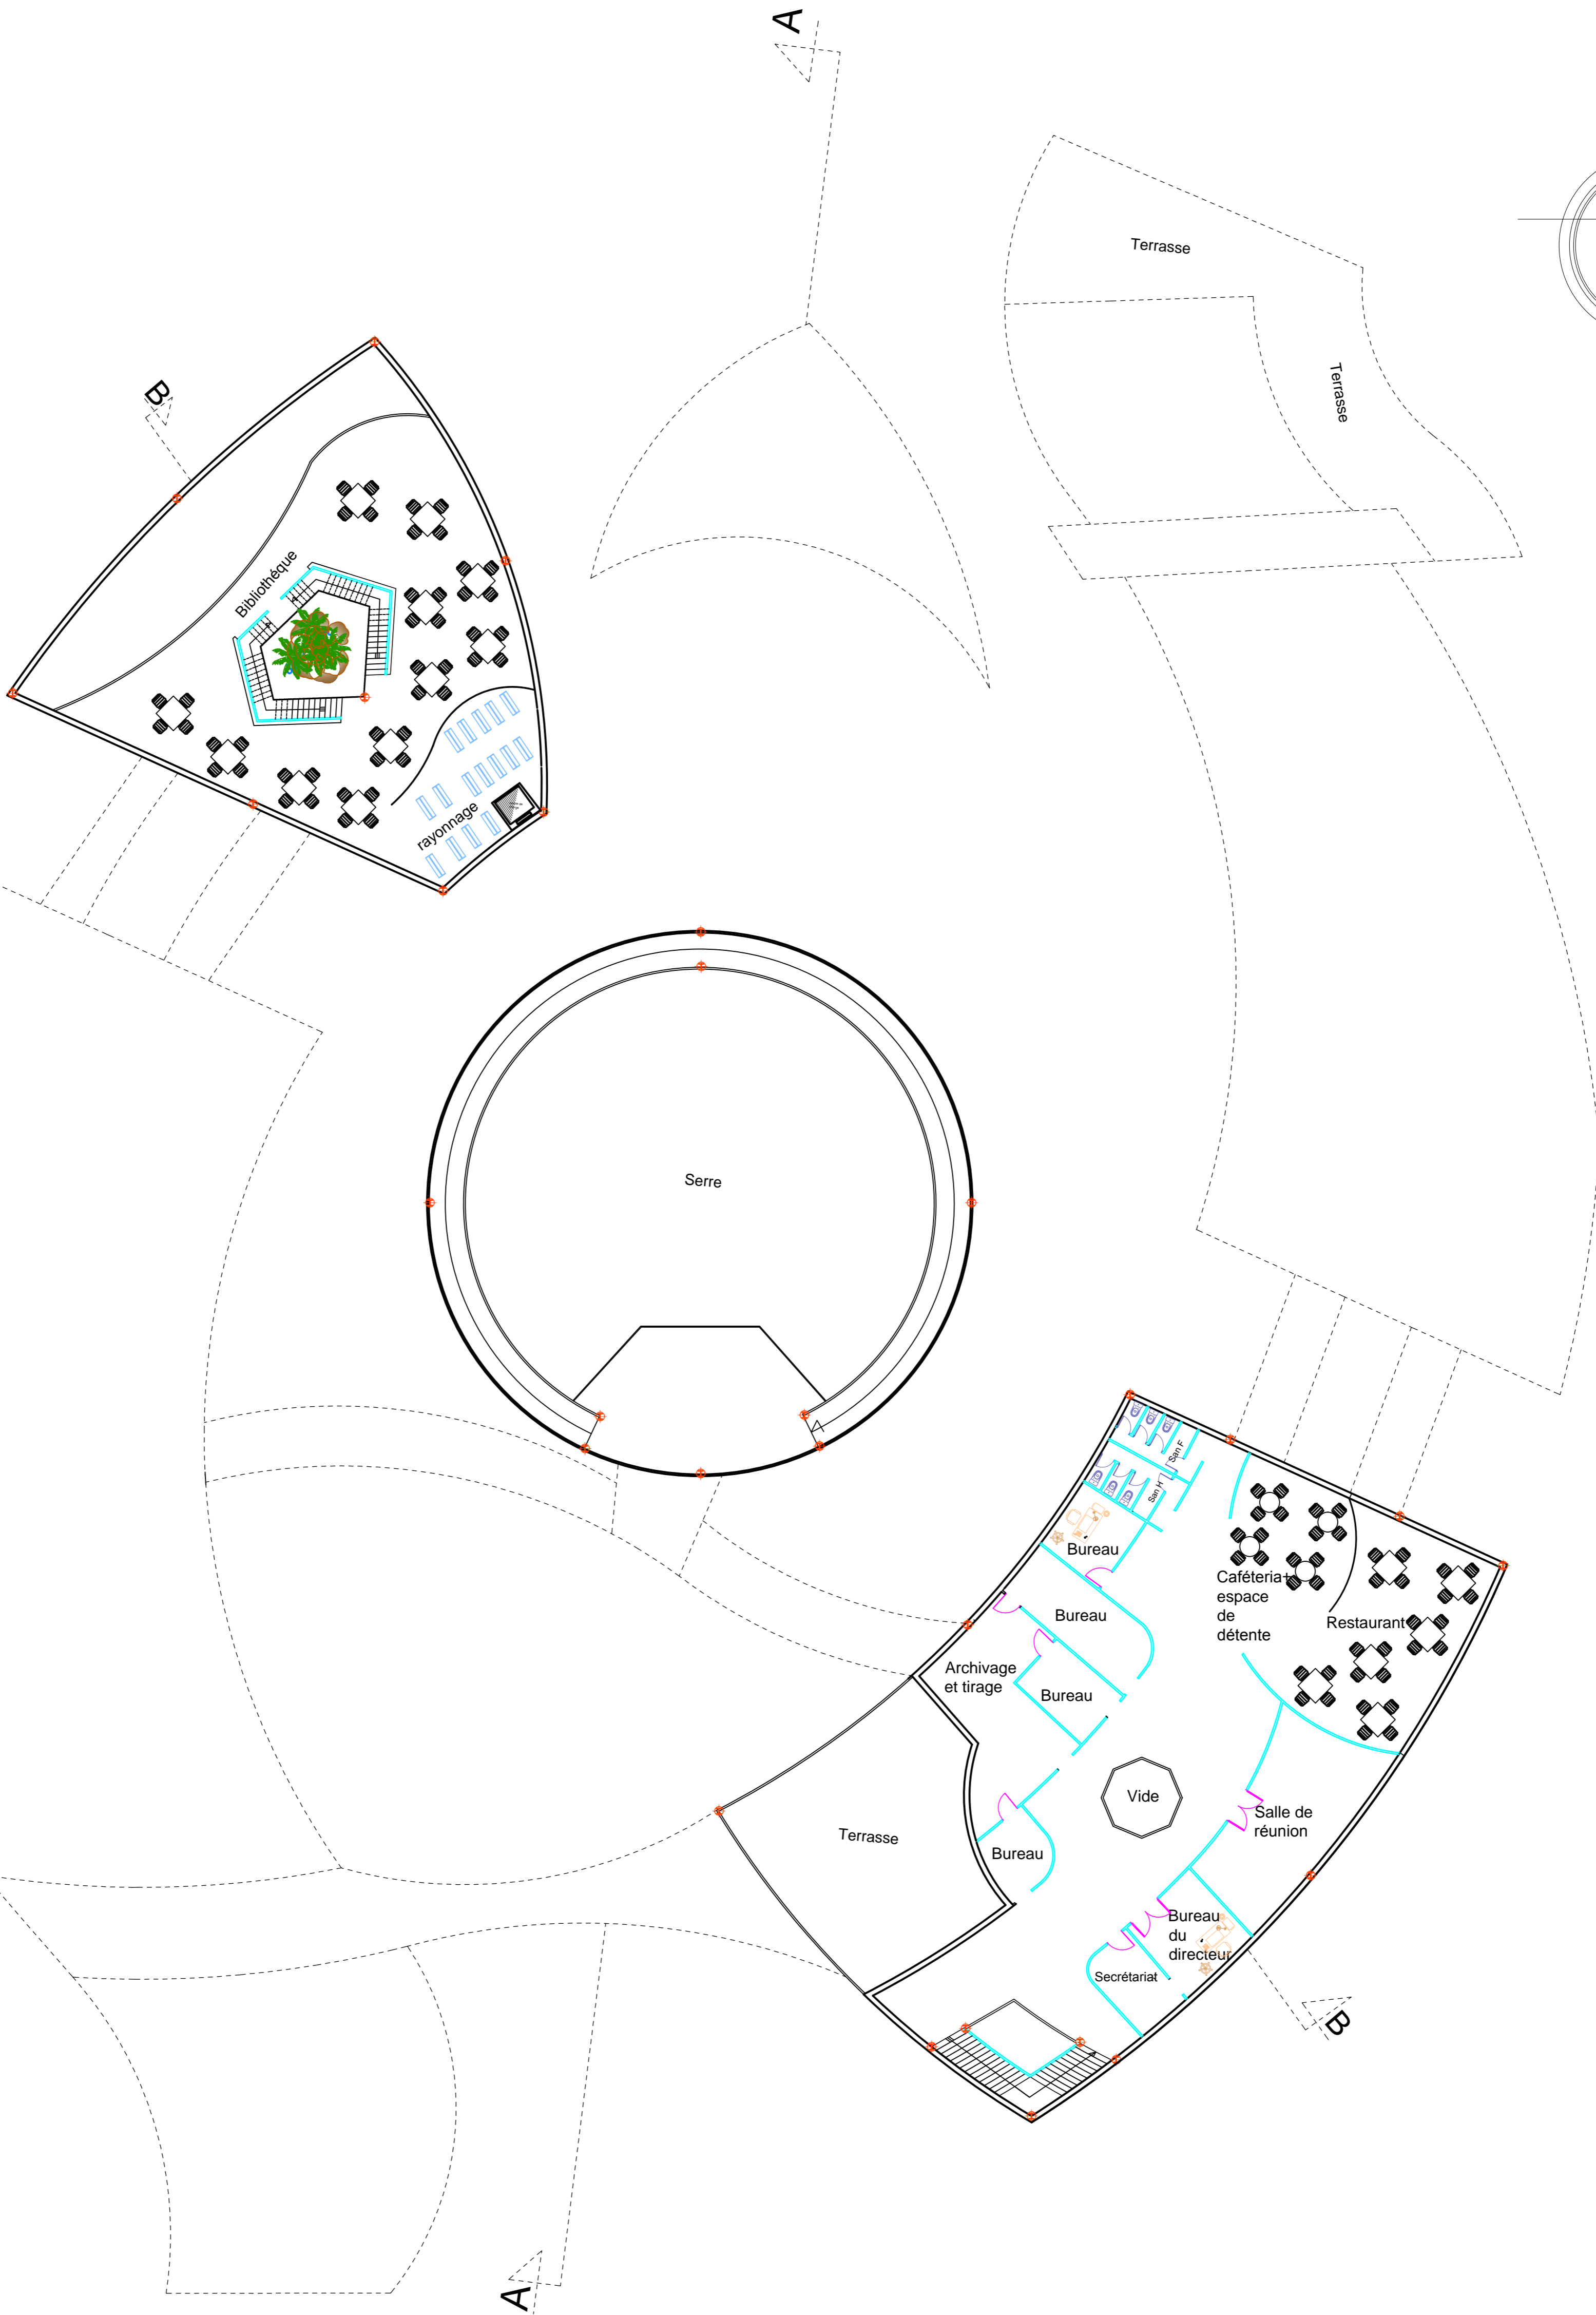 A
Terrasse
Terrasse
B
Bibliothéque
rayonnage
Serre
San F
San H
Bureau
Caféteria+
espace
de
détente
Restaurant
Bureau
Archivage
et tirage
Bureau
Vide
Salle de
réunion
Terrasse
Bureau
Bureau
du
directeur
Secrétariat
B
A